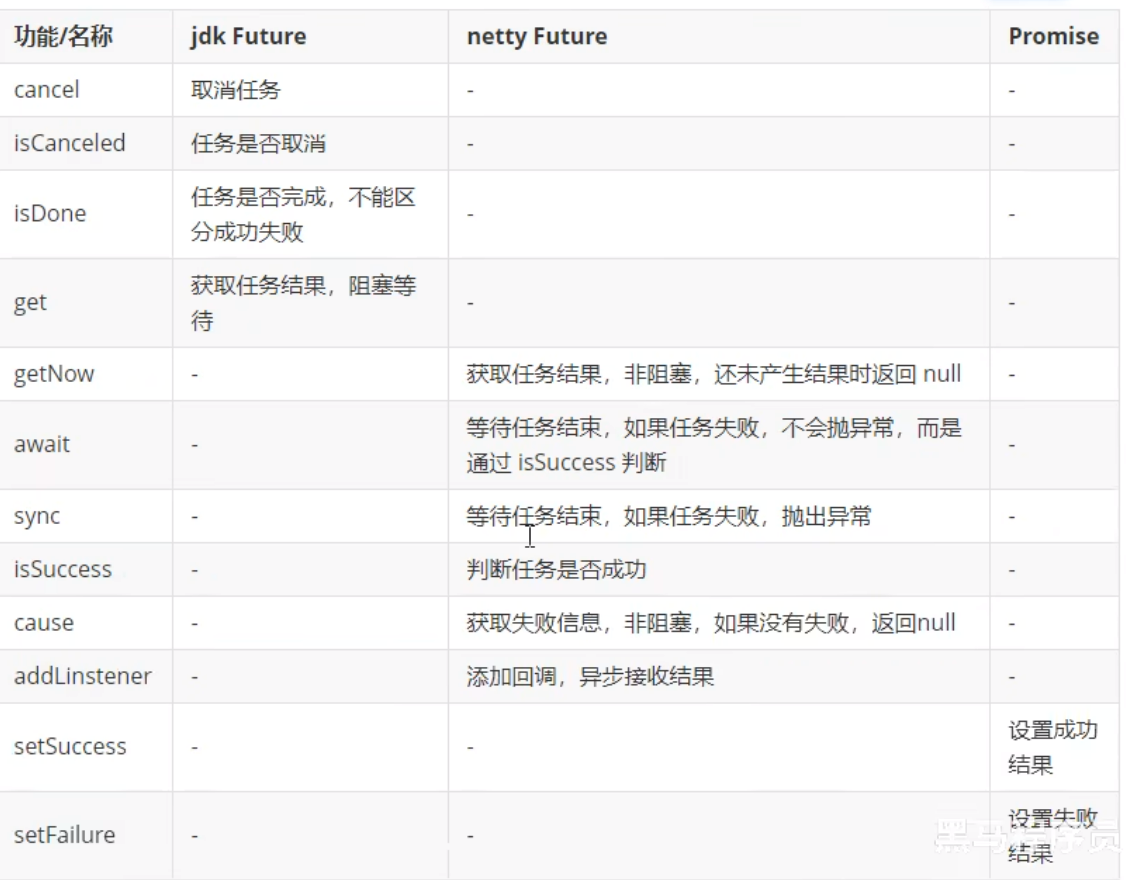 功能/名称 jdk Future netty Future Promise
cancel 取消任务 - -
isCanceled 任务是否取消 - -
isDone 任务是否完成，不能区
分成功失败 - -
get 获取任务结果，阻塞等
待 - -
getNow - 获取任务结果，非阻塞，还未产生结果时返回 null -
await - 等待任务结束，如果任务失败，不会抛异常，而是
通过 isSuccess 判断 -
sync - 等待任务结束，如果任务失败，抛出异常 -
isSuccess - 判断任务是否成功 -
cause - 获取失败信息，非阻塞，如果没有失败，返回null -
addLinstener - 添加回调，异步接收结果 -
setSuccess - - 设置成功
结果
setFailure - - 设置失败
结果
黑马程序员